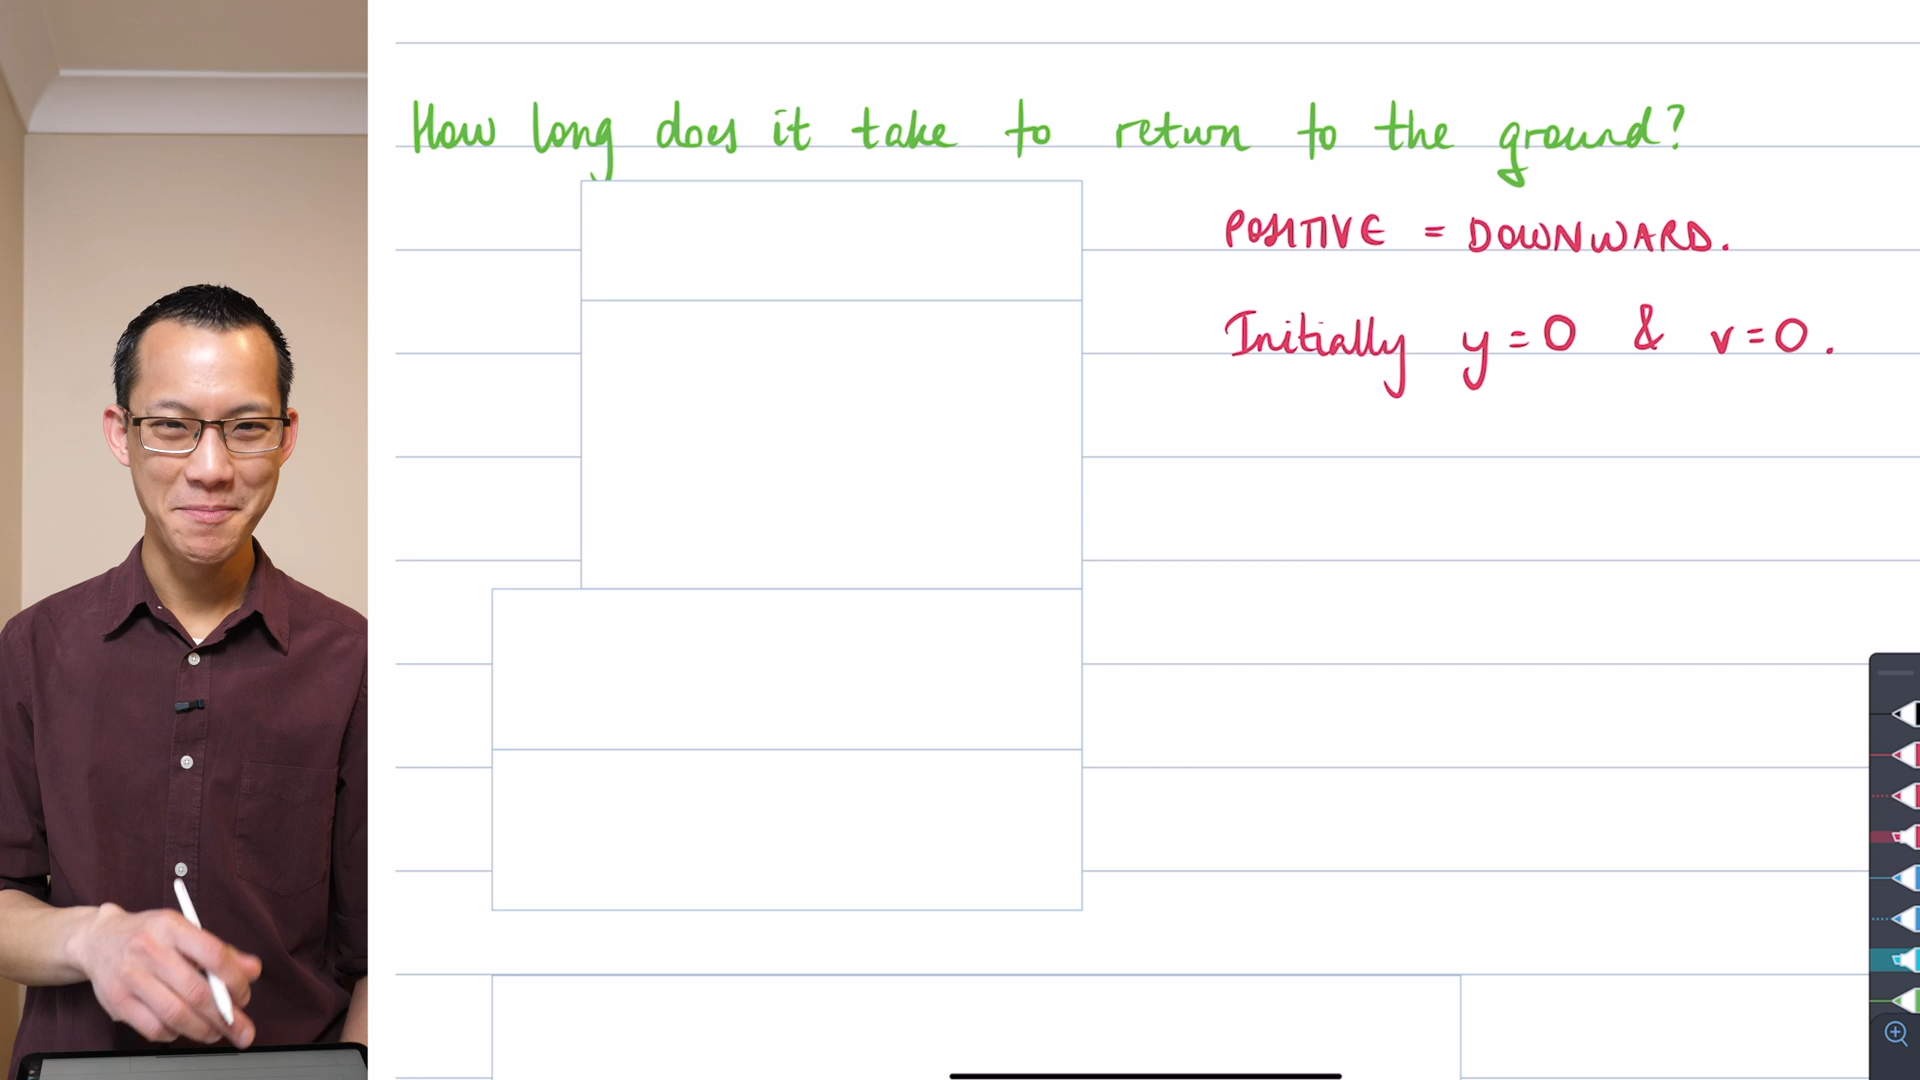 How long does it take to return to the ground?
POSITIVE = DOWNWARD.
Initially y = 0 & v = 0.